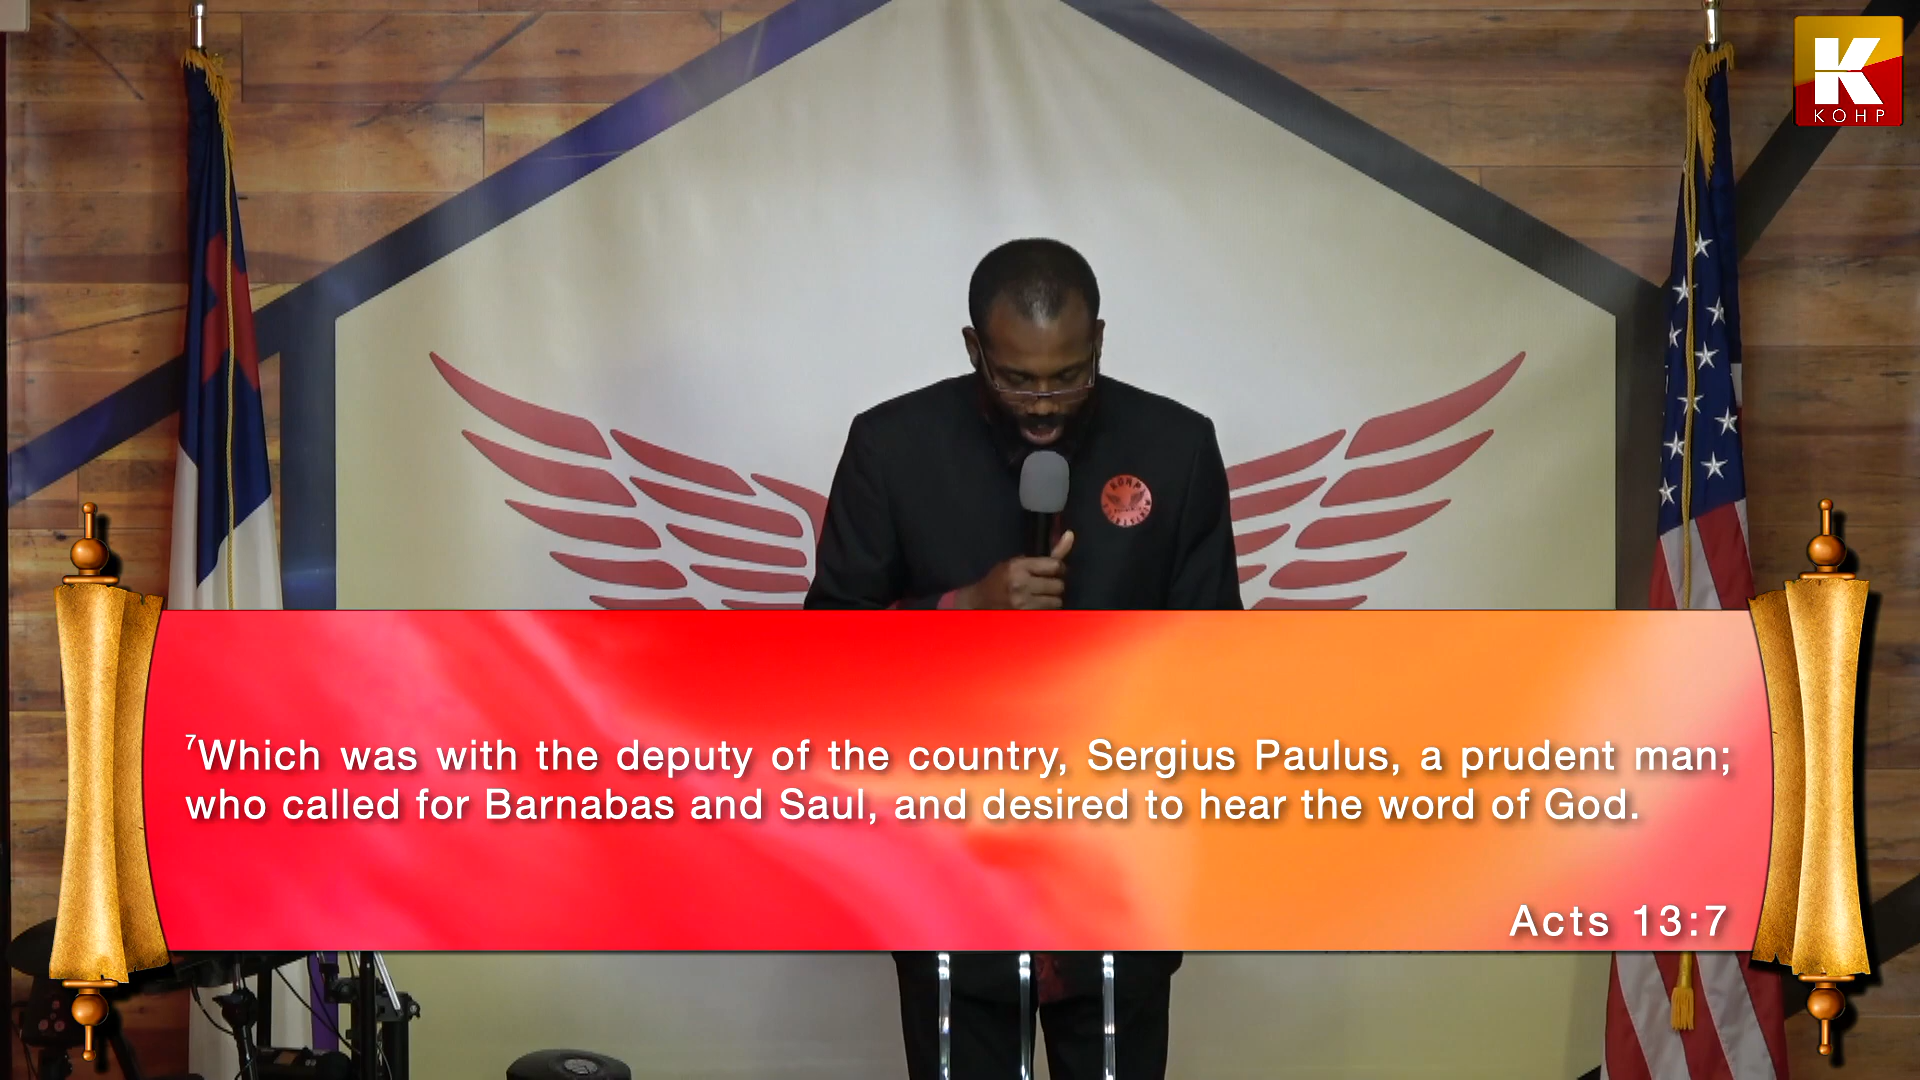 K
KOHP
KOHP
⁷Which was with the deputy of the country, Sergius Paulus, a prudent man;
who called for Barnabas and Saul, and desired to hear the word of God.
Acts 13:7